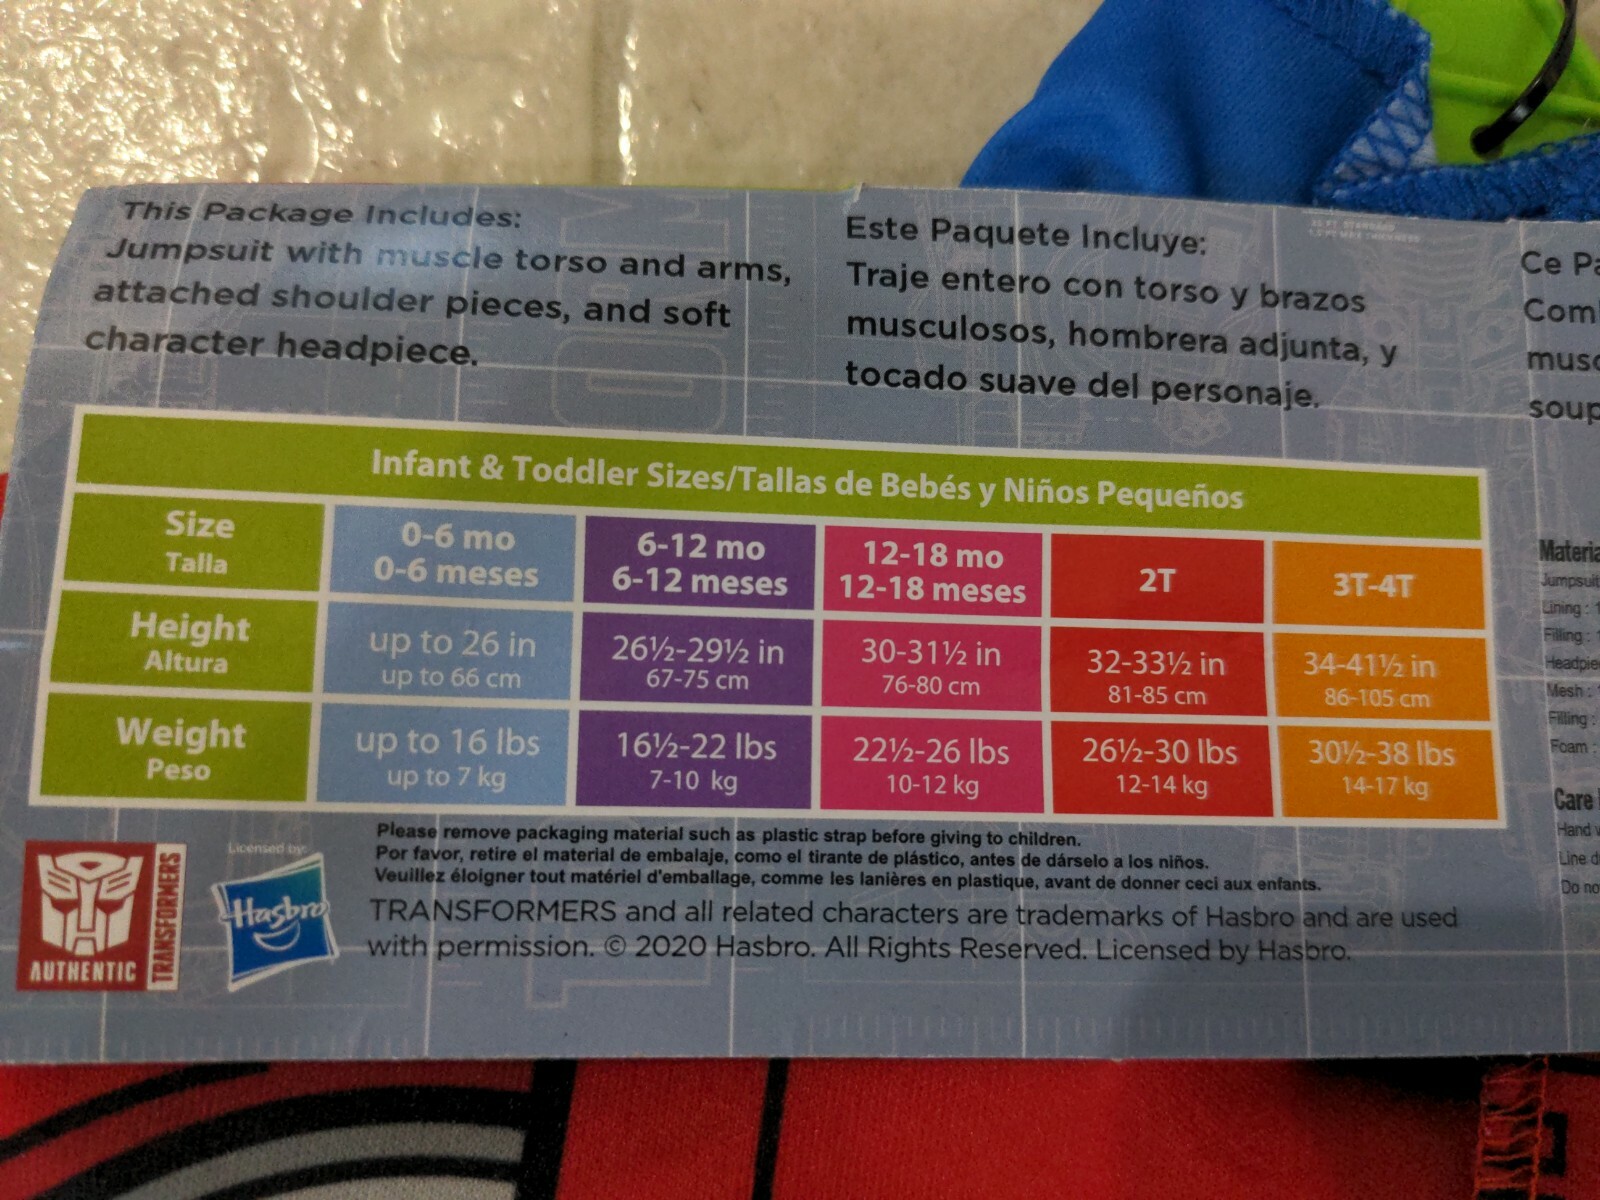 This Package Includes:
Jumpsuit with muscle torso and arms,
attached shoulder pieces, and soft
character headpiece.
Este Paquete Incluye:
Traje entero con torso y brazos
musculosos, hombrera adjunta, y
tocado suave del personaje.
Ce
Infant & Toddler Sizes/Tallas de Bebés y Niños Pequeños
Size 0-6 mo 6-12 mo 12-18 mo 2T 3T-4T
Talla 0-6 meses 6-12 meses 12-18 meses
Height up to 26 in 26½-29½ in 30-31½ in 32-33½ in 34-41½ in
Altura up to 66 cm 67-75 cm 76-80 cm 81-85 cm 86-105 cm
Weight up to 16 lbs 16½-22 lbs 22½-26 lbs 26½-30 lbs 30½-38 lbs
Peso up to 7 kg 7-10 kg 10-12 kg 12-14 kg 14-17 kg
Please remove packaging material such as plastic strap before giving to children.
Por favor, retire el material de embalaje, como el tirante de plástico, antes de dárselo a los niños.
Veuillez éloigner tout matériel d'emballage, comme les lanières en plastique, avant de donner ceci aux enfants.
TRANSFORMERS and all related characters are trademarks of Hasbro and are used
with permission. © 2020 Hasbro. All Rights Reserved. Licensed by Hasbro.
AUTHENTIC
TRANSFORMERS
Licensed by:
Hasbro
Jumpsuit
Lining :
Filling :
Mesh :
Filling :
Foam :
Care
Hand
Line
Do